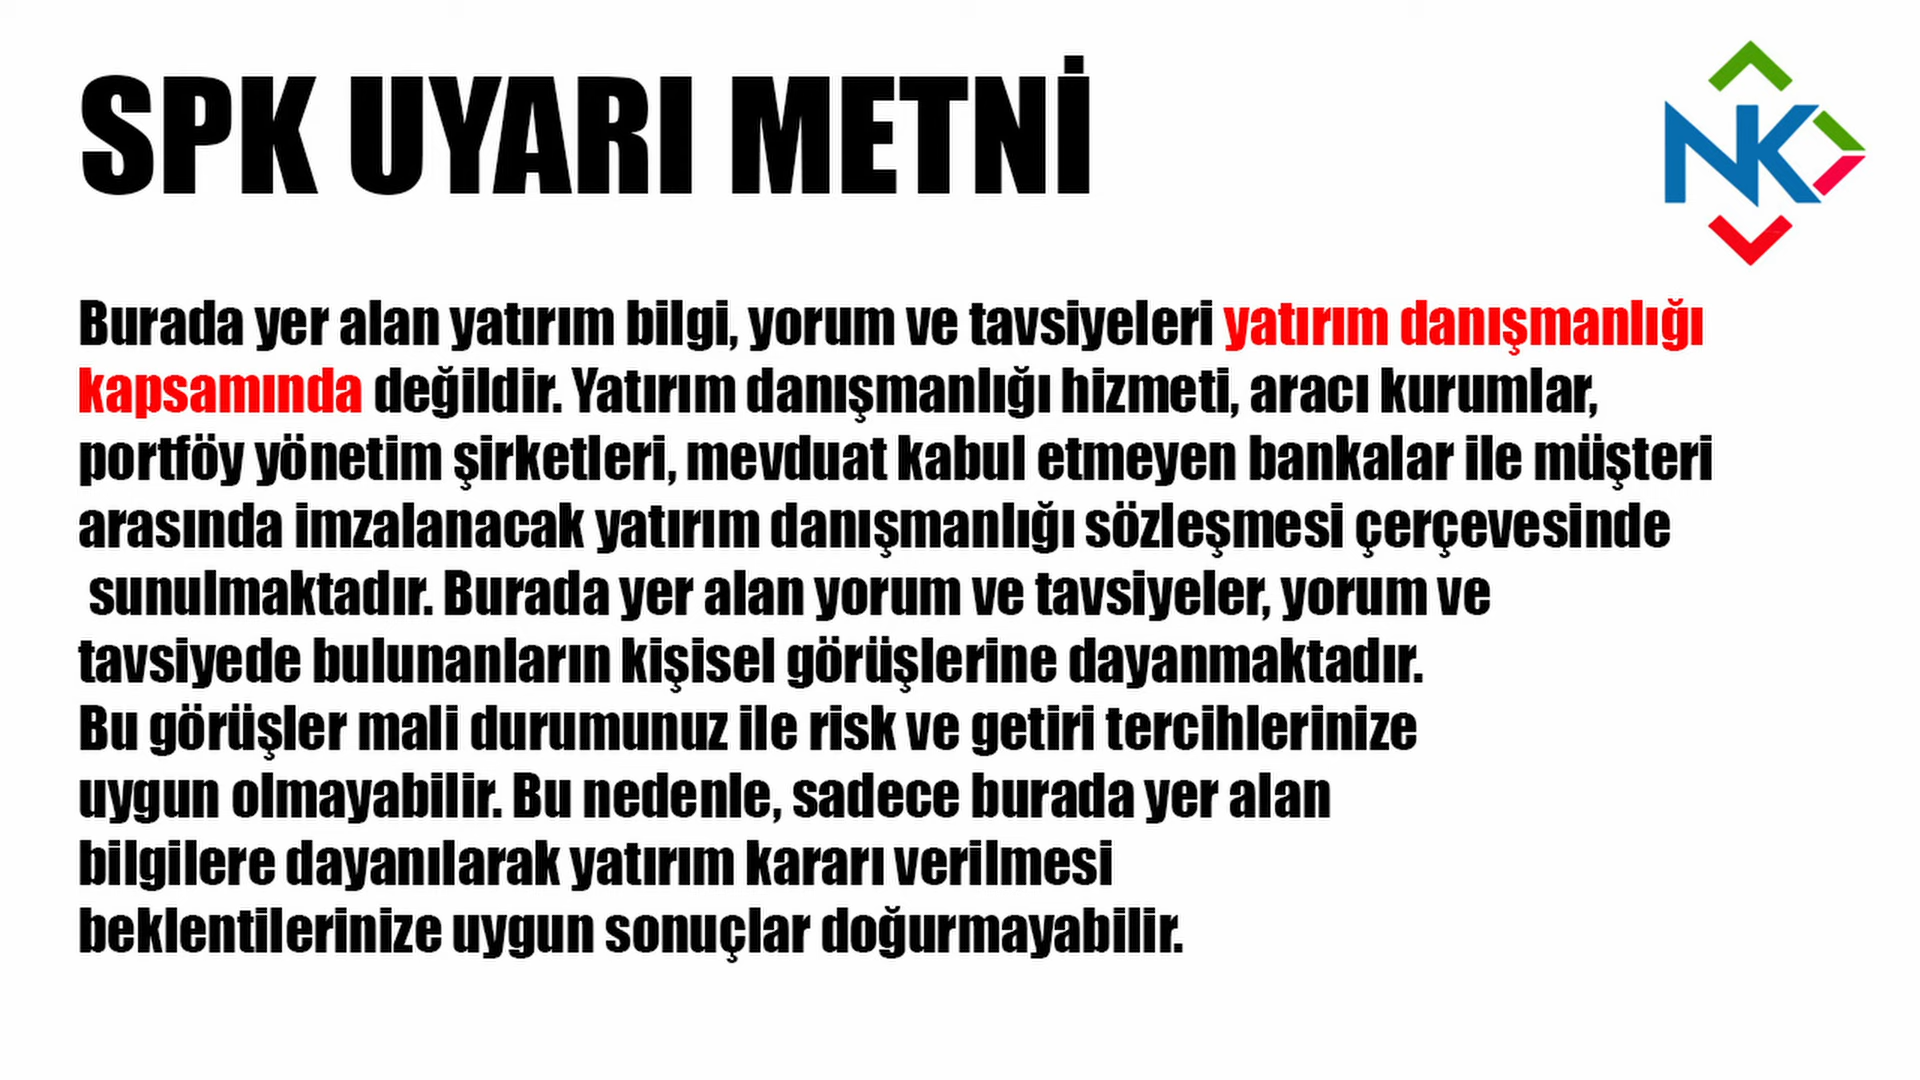 SPK UYARI METNİ
NK
Burada yer alan yatırım bilgi, yorum ve tavsiyeleri yatırım danışmanlığı
kapsamında değildir. Yatırım danışmanlığı hizmeti, aracı kurumlar,
portföy yönetim şirketleri, mevduat kabul etmeyen bankalar ile müşteri
arasında imzalanacak yatırım danışmanlığı sözleşmesi çerçevesinde
sunulmaktadır. Burada yer alan yorum ve tavsiyeler, yorum ve
tavsiyede bulunanların kişisel görüşlerine dayanmaktadır.
Bu görüşler mali durumunuz ile risk ve getiri tercihlerinize
uygun olmayabilir. Bu nedenle, sadece burada yer alan
bilgilere dayanılarak yatırım kararı verilmesi
beklentilerinize uygun sonuçlar doğurmayabilir.